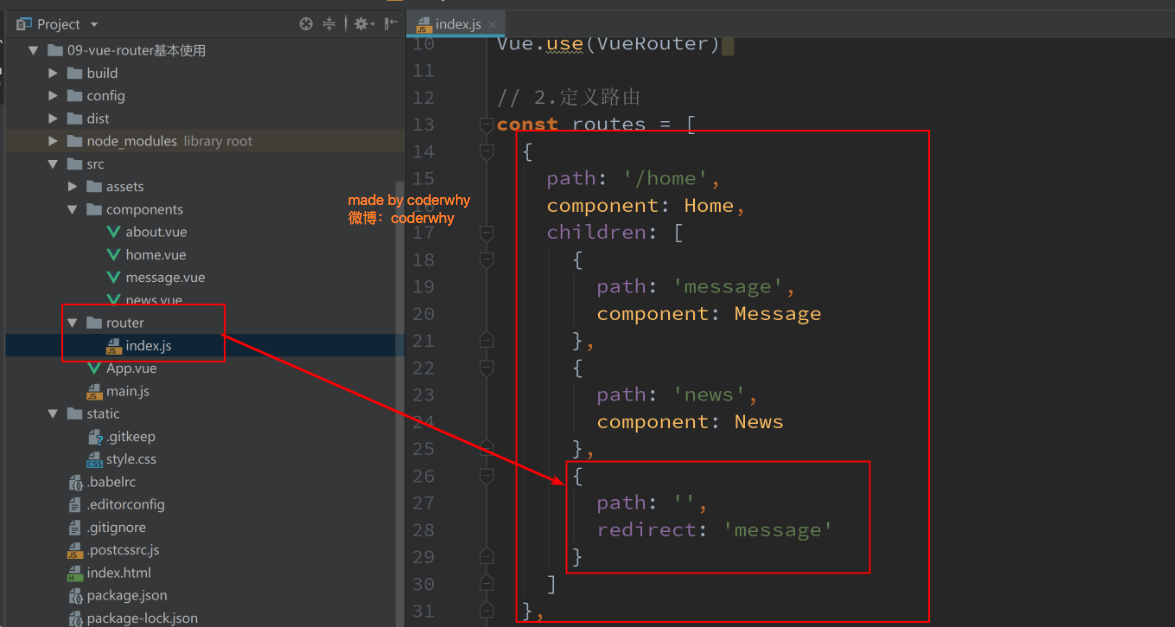 Project
09-vue-router基本使用
build
config
dist
node_modules library root
src
assets
components
about.vue
home.vue
message.vue
news.vue
router
index.js
App.vue
main.js
static
.gitkeep
style.css
.babelrc
.editorconfig
.gitignore
.postcssrc.js
index.html
package.json
package-lock.json
made by coderwhy
微博：coderwhy
index.js
10 Vue.use(VueRouter)
11
12 // 2.定义路由
13 const routes = [
14 {
15 path: '/home',
16 component: Home,
17 children: [
18 {
19 path: 'message',
20 component: Message
21 },
22 {
23 path: 'news',
24 component: News
25 },
26 {
27 path: '',
28 redirect: 'message'
29 }
30 ]
31 },